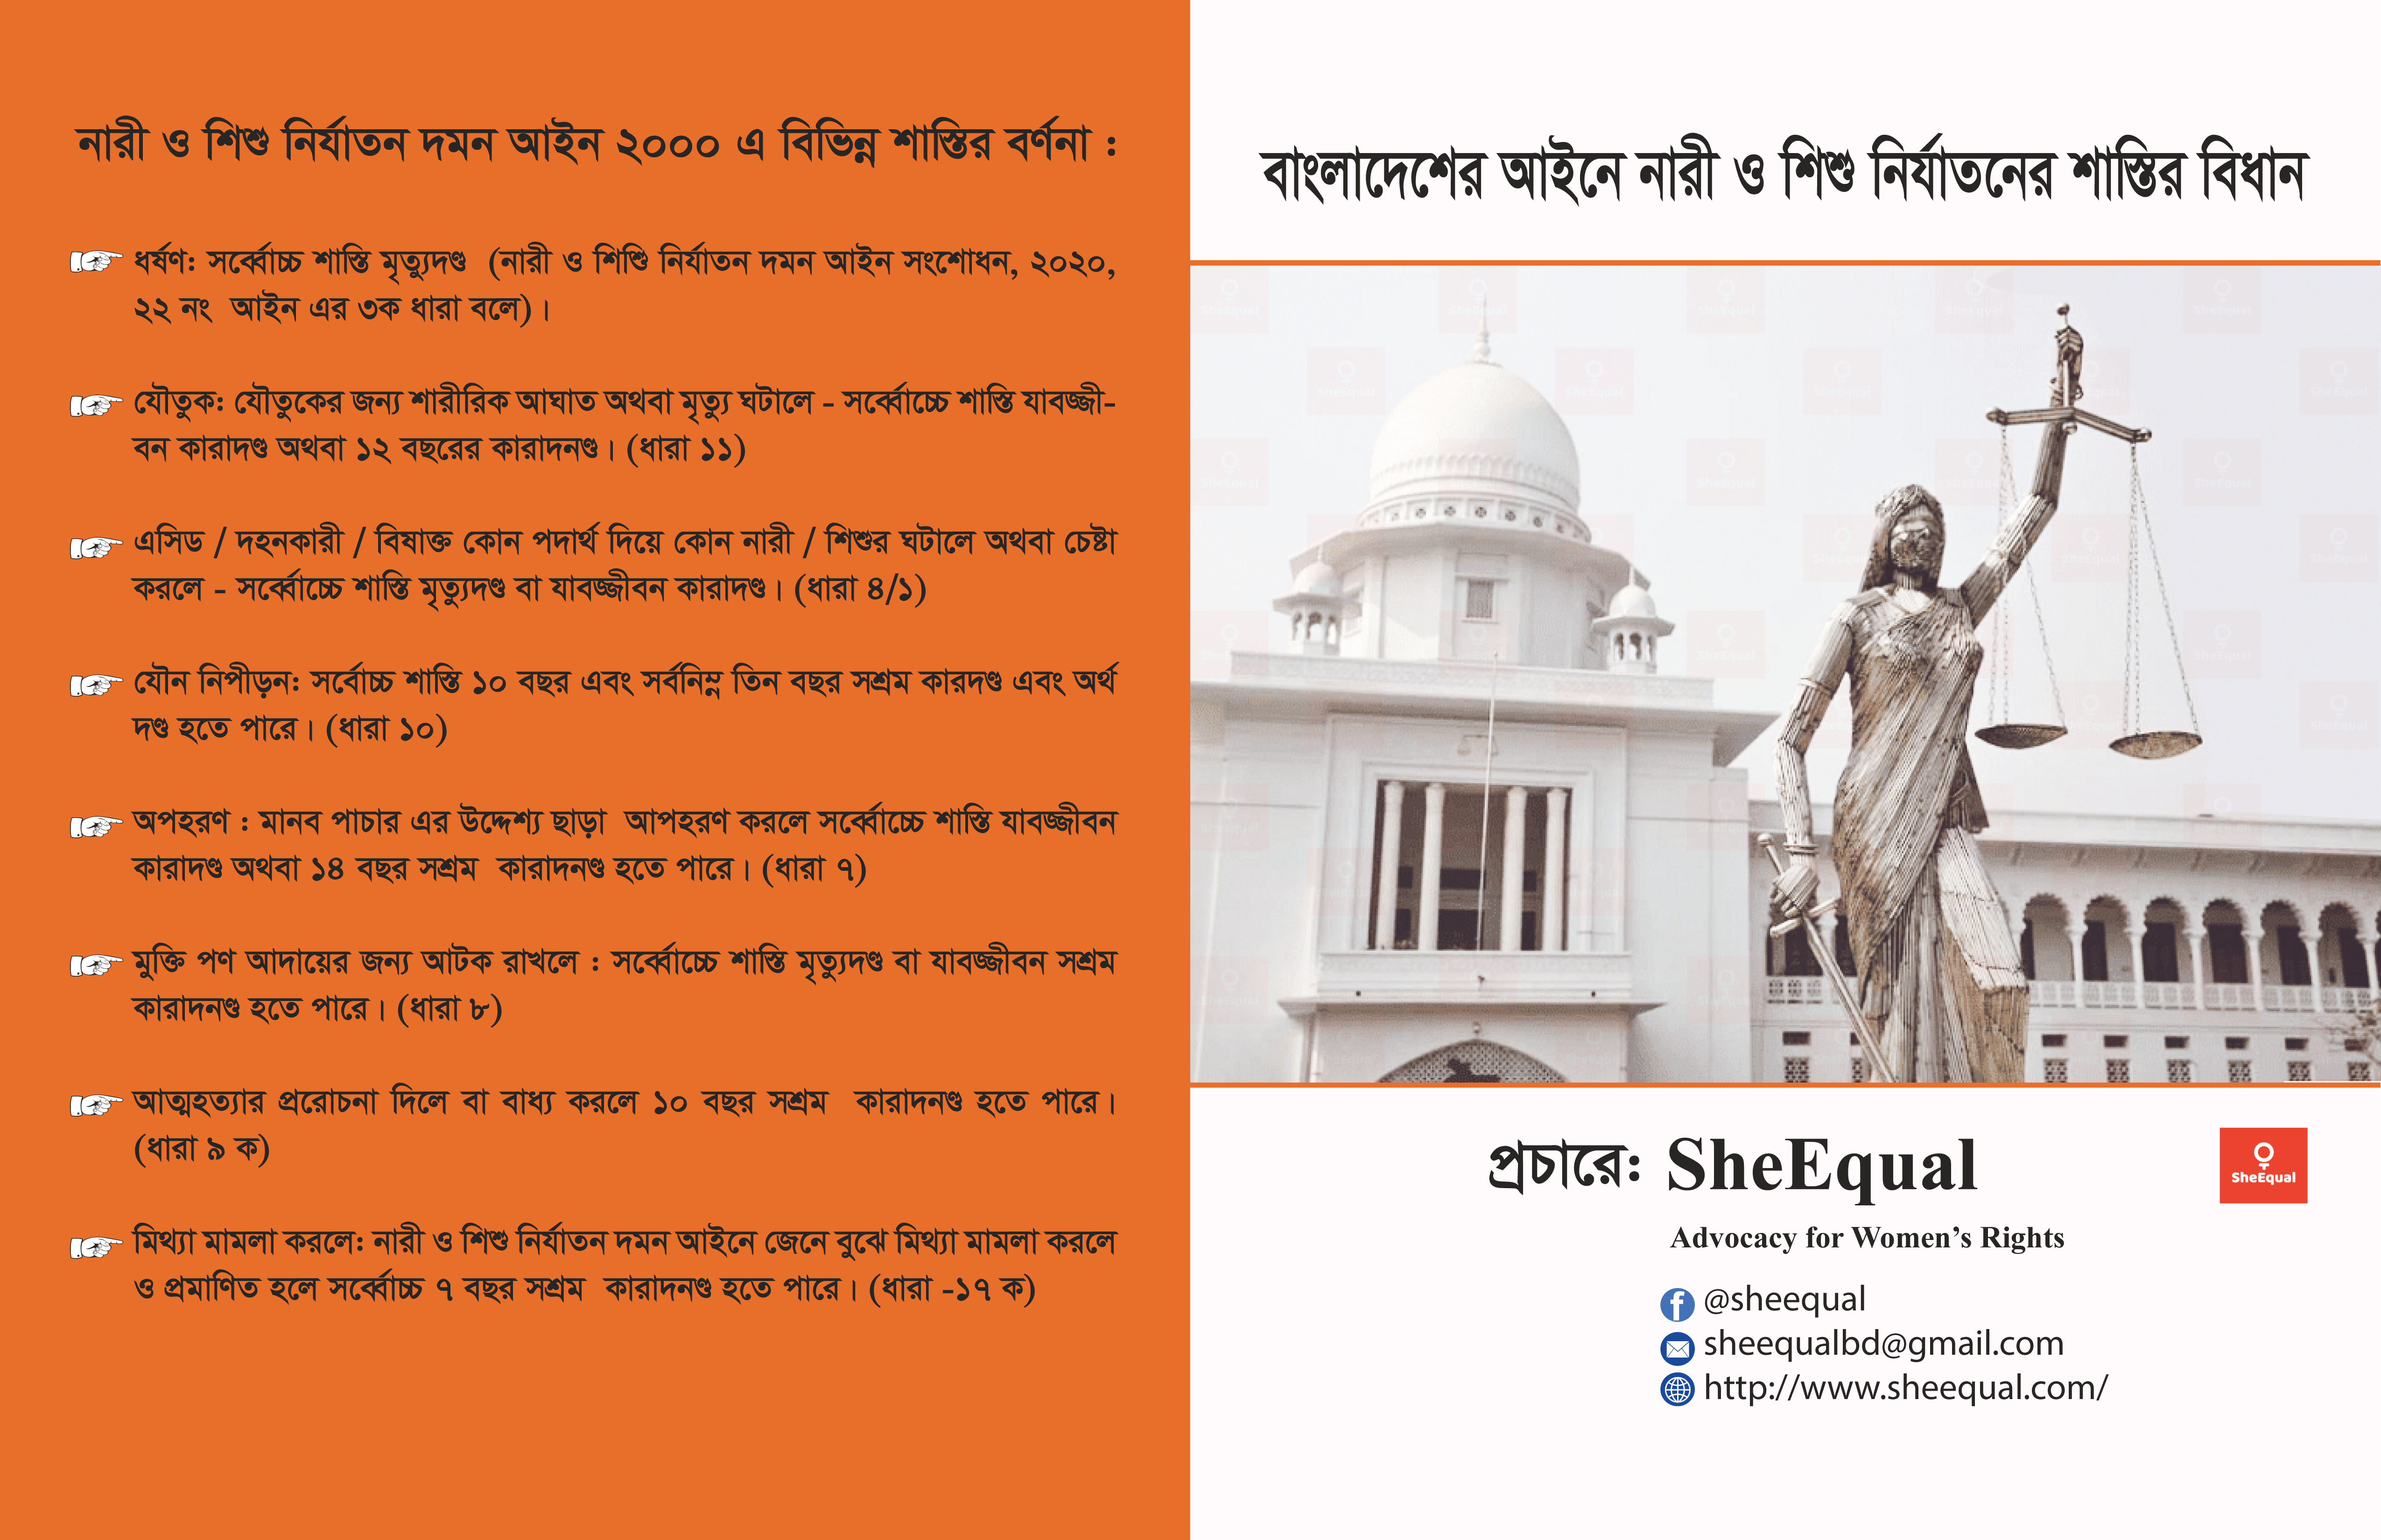 নারী ও শিশু নির্যাতন দমন আইন ২০০০ এ বিভিন্ন শাস্তির বর্ণনা :
ধর্ষণ: সর্ব্বোচ্চ শাস্তি মৃত্যুদণ্ড (নারী ও শিশিু নির্যাতন দমন আইন সংশোধন, ২০২০,
২২ নং আইন এর ৩ক ধারা বলে)।
যৌতুক: যৌতুকের জন্য শারীরিক আঘাত অথবা মৃত্যু ঘটালে - সর্ব্বোচ্চে শাস্তি যাবজ্জী-
বন কারাদণ্ড অথবা ১২ বছরের কারাদনণ্ড। (ধারা ১১)
এসিড / দহনকারী / বিষাক্ত কোন পদার্থ দিয়ে কোন নারী / শিশুর ঘটালে অথবা চেষ্টা
করলে - সর্ব্বোচ্চে শাস্তি মৃত্যুদণ্ড বা যাবজ্জীবন কারাদণ্ড। (ধারা ৪/১)
যৌন নিপীড়ন: সর্বোচ্চ শাস্তি ১০ বছর এবং সর্বনিম্ন তিন বছর সশ্রম কারদণ্ড এবং অর্থ
দণ্ড হতে পারে। (ধারা ১০)
অপহরণ : মানব পাচার এর উদ্দেশ্য ছাড়া আপহরণ করলে সর্ব্বোচ্চে শাস্তি যাবজ্জীবন
কারাদণ্ড অথবা ১৪ বছর সশ্রম কারাদনণ্ড হতে পারে। (ধারা ৭)
মুক্তি পণ আদায়ের জন্য আটক রাখলে : সর্ব্বোচ্চে শাস্তি মৃত্যুদণ্ড বা যাবজ্জীবন সশ্রম
কারাদনণ্ড হতে পারে। (ধারা ৮)
আত্মহত্যার প্ররোচনা দিলে বা বাধ্য করলে ১০ বছর সশ্রম কারাদনণ্ড হতে পারে।
(ধারা ৯ ক)
মিথ্যা মামলা করলে: নারী ও শিশু নির্যাতন দমন আইনে জেনে বুঝে মিথ্যা মামলা করলে
ও প্রমাণিত হলে সর্ব্বোচ্চ ৭ বছর সশ্রম কারাদনণ্ড হতে পারে। (ধারা -১৭ ক)
বাংলাদেশের আইনে নারী ও শিশু নির্যাতনের শাস্তির বিধান
প্রচারে: SheEqual
SheEqual
Advocacy for Women’s Rights
@sheequal
sheequalbd@gmail.com
http://www.sheequal.com/